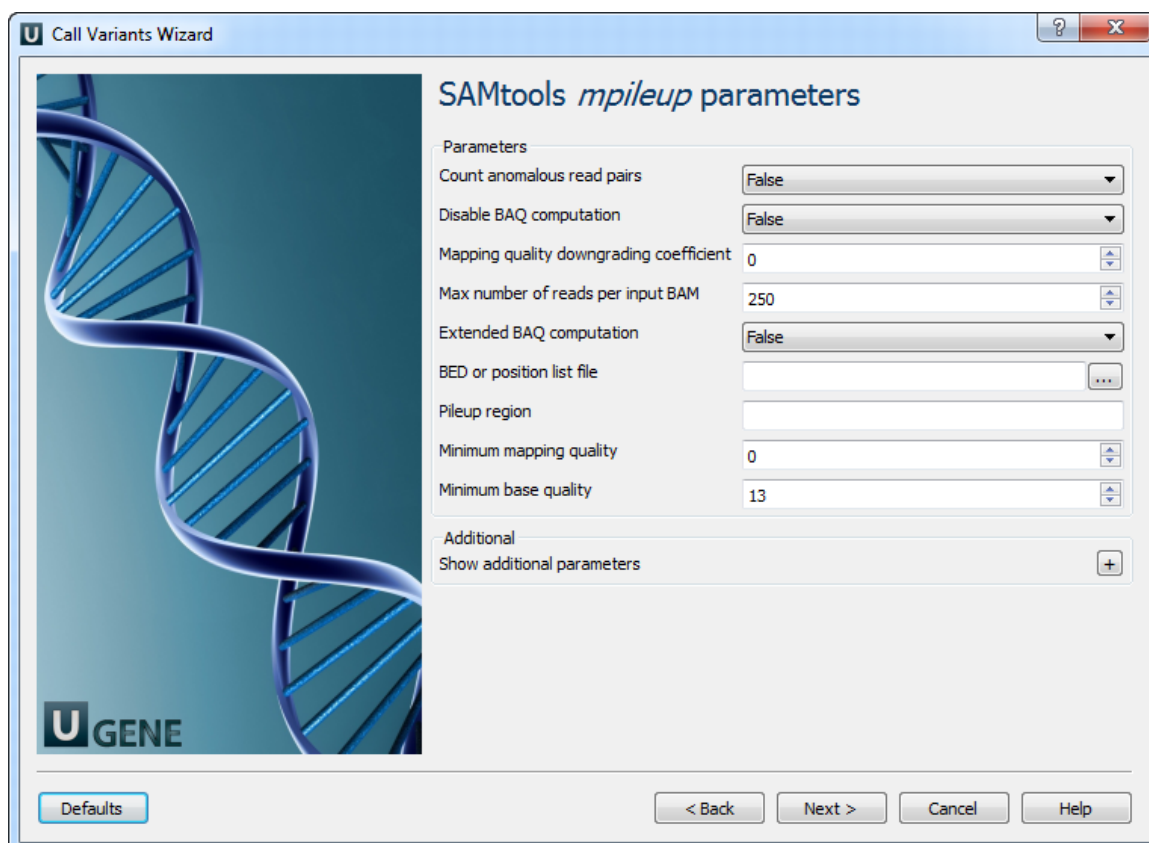 U Call Variants Wizard
? X
SAMtools mpileup parameters
Parameters
Count anomalous read pairs False
Disable BAQ computation False
Mapping quality downgrading coefficient 0
Max number of reads per input BAM 250
Extended BAQ computation False
BED or position list file ...
Pileup region
Minimum mapping quality 0
Minimum base quality 13
Additional
Show additional parameters +
U GENE
Defaults < Back Next > Cancel Help